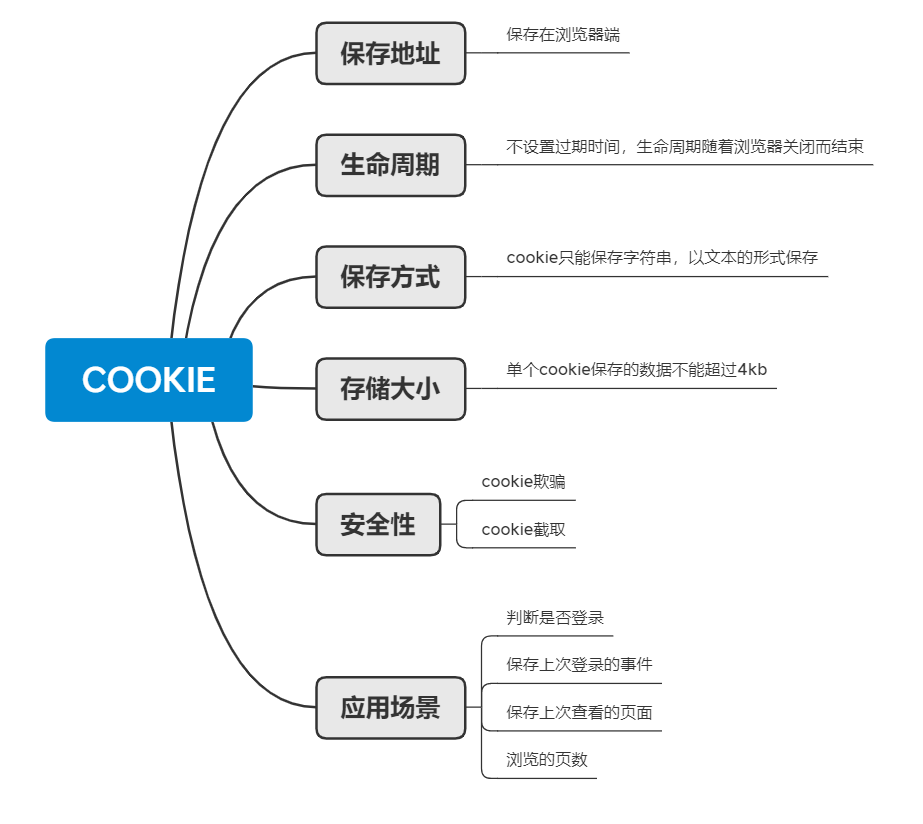 COOKIE
保存地址
保存在浏览器端
生命周期
不设置过期时间，生命周期随着浏览器关闭而结束
保存方式
cookie只能保存字符串，以文本的形式保存
存储大小
单个cookie保存的数据不能超过4kb
安全性
cookie欺骗
cookie截取
应用场景
判断是否登录
保存上次登录的事件
保存上次查看的页面
浏览的页数